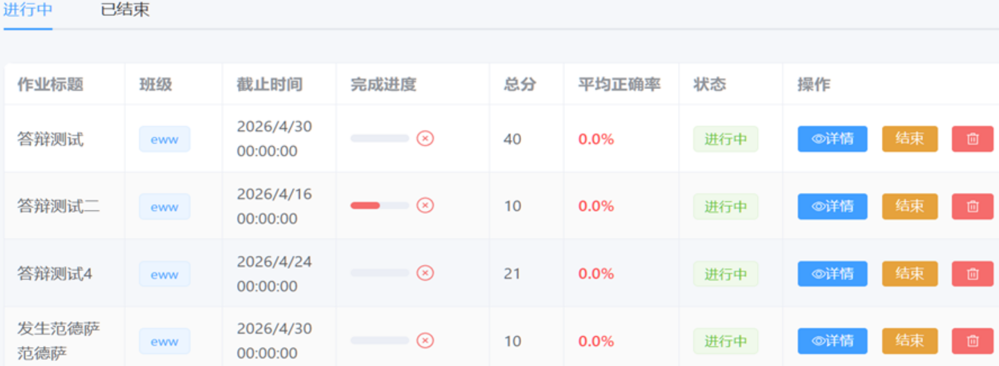 进行中 已结束
作业标题 班级 截止时间 完成进度 总分 平均正确率 状态 操作
答辩测试 eww 2026/4/30 00:00:00 40 0.0% 进行中 详情 结束
答辩测试二 eww 2026/4/16 00:00:00 10 0.0% 进行中 详情 结束
答辩测试4 eww 2026/4/24 00:00:00 21 0.0% 进行中 详情 结束
发生范德萨范德萨 eww 2026/4/30 00:00:00 10 0.0% 进行中 详情 结束